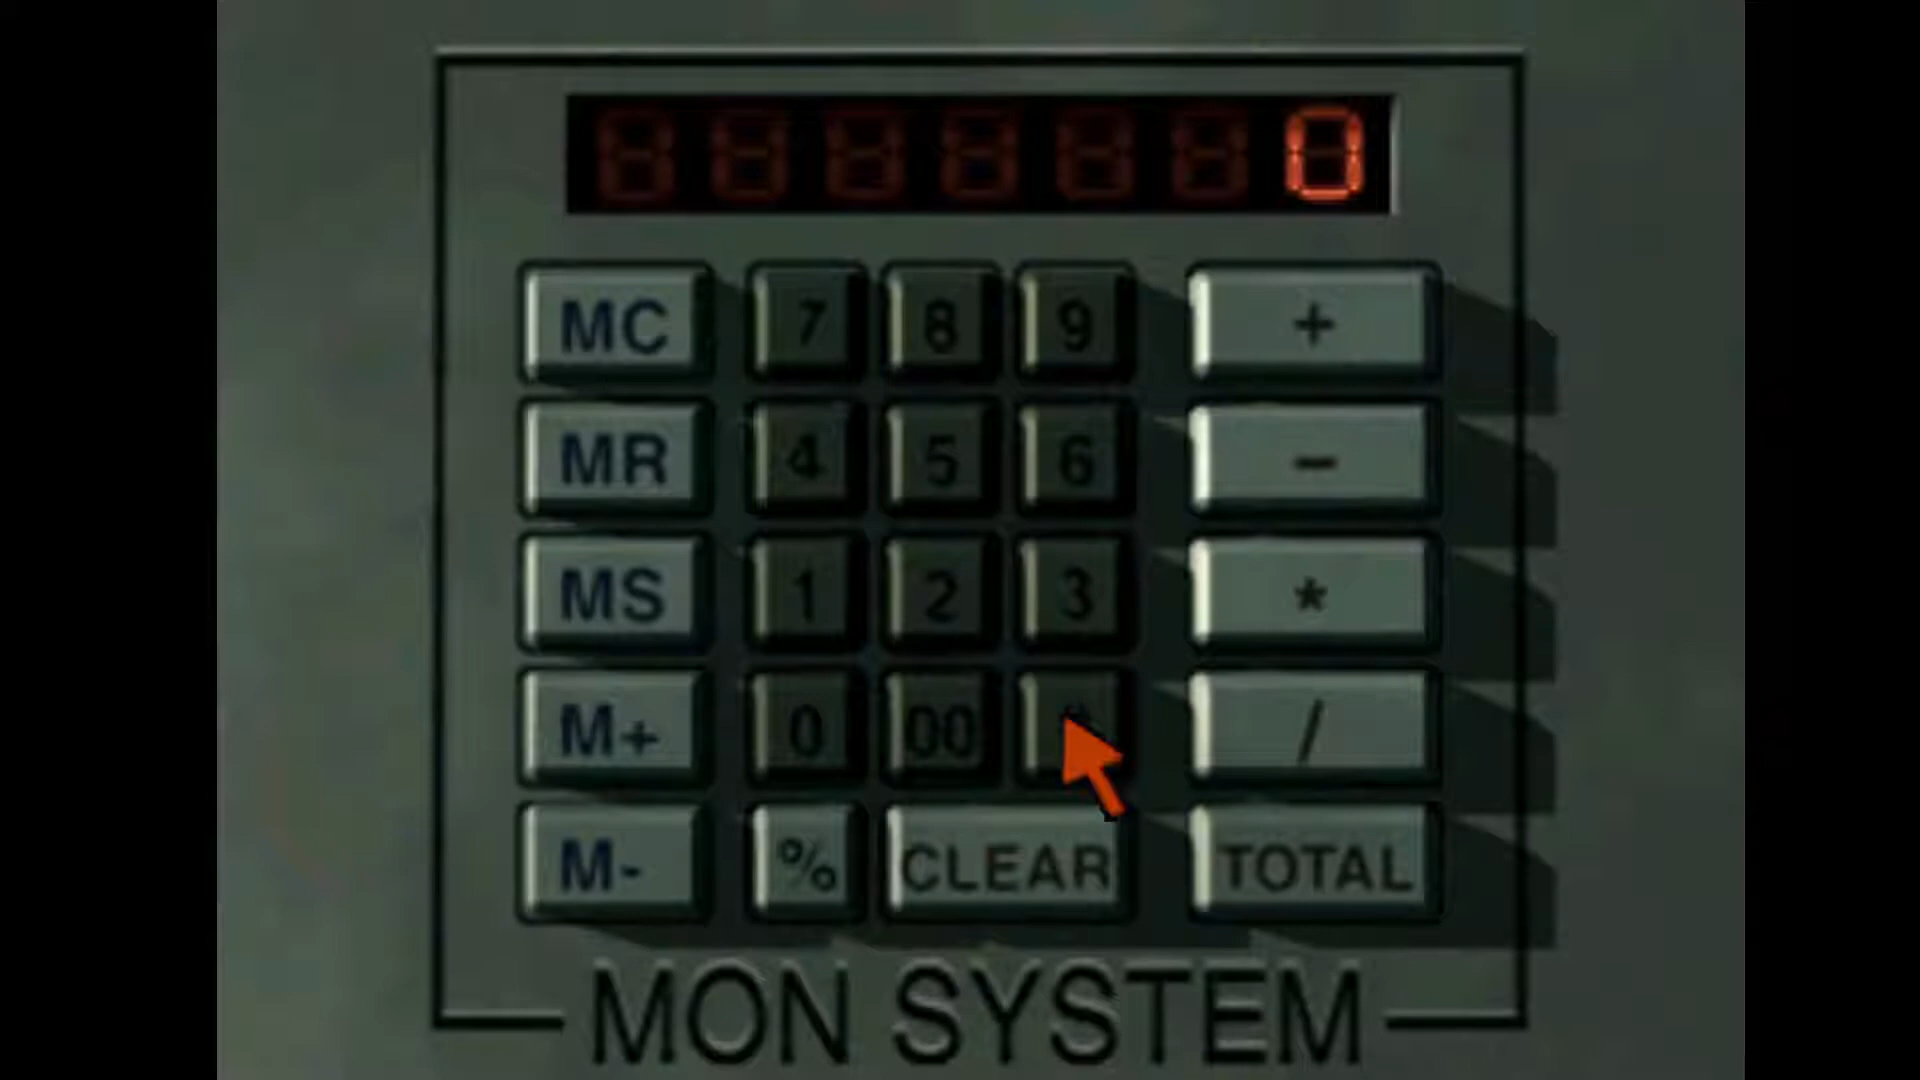 0
MC 7 8 9 +
MR 4 5 6 −
MS 1 2 3 *
M+ 0 00 /
M- % CLEAR TOTAL
MON SYSTEM